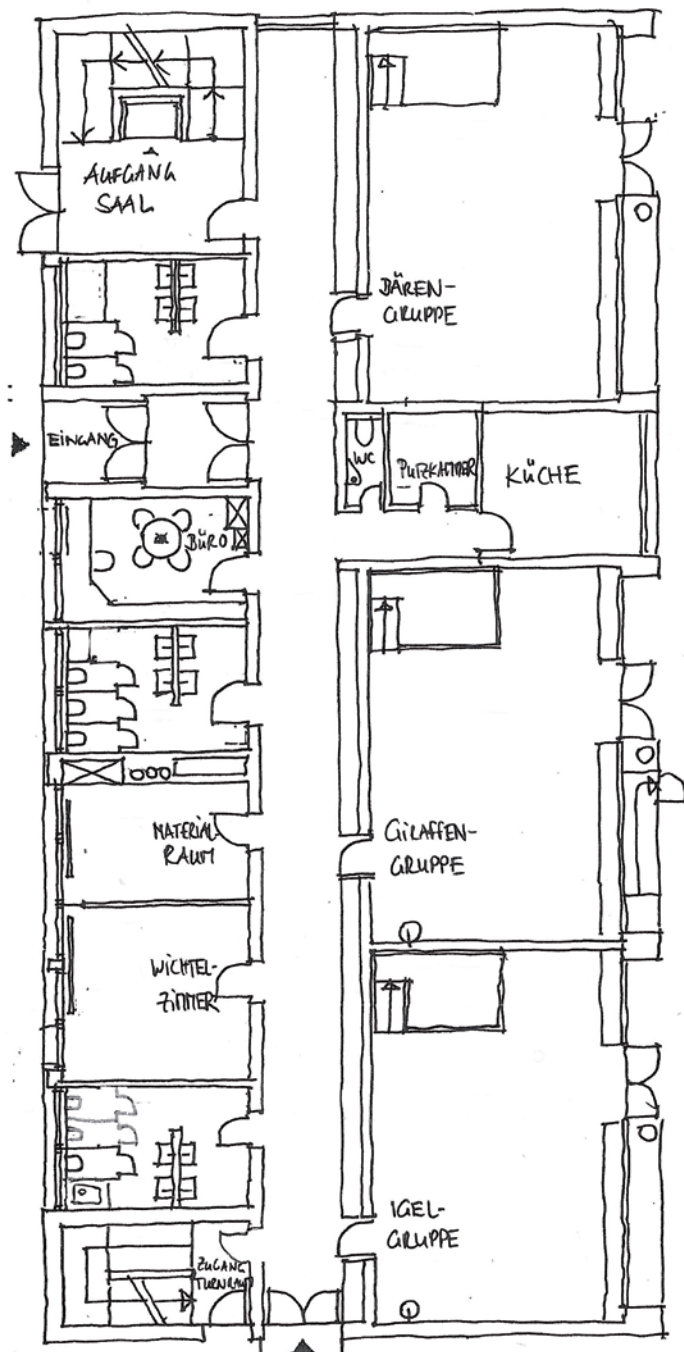 AUFGANG
SAAL
BÄREN-
GRUPPE
EINGANG
WC
PUTZKAMMER
KÜCHE
BÜRO
MATERIAL-
RAUM
GIRAFFEN-
GRUPPE
WICHTEL-
ZIMMER
IGEL-
GRUPPE
ZUGANG
TURNRAUM